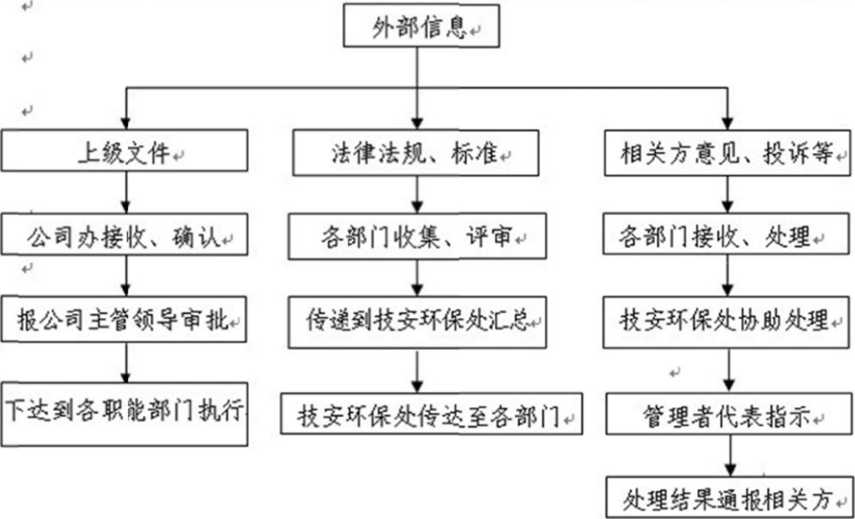 外部信息
上级文件
法律法规、标准
相关方意见、投诉等
公司办接收、确认
各部门收集、评审
各部门接收、处理
报公司主管领导审批
传递到技安环保处汇总
技安环保处协助处理
下达到各职能部门执行
技安环保处传达至各部门
管理者代表指示
处理结果通报相关方